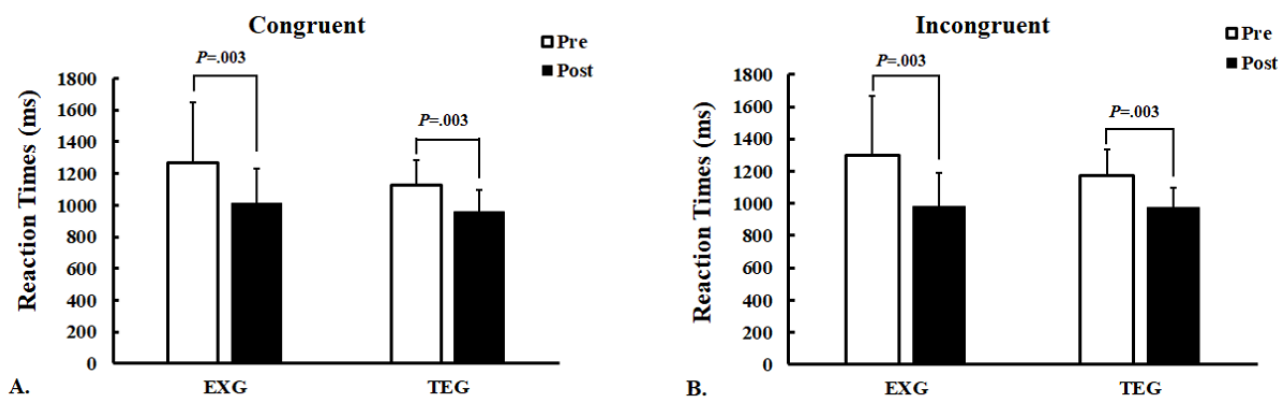 Congruent
Pre
Post
P=.003
P=.003
Reaction Times (ms)
1800
1600
1400
1200
1000
800
600
400
200
0
EXG
TEG
A.
Incongruent
Pre
Post
P=.003
P=.003
Reaction Times (ms)
1800
1600
1400
1200
1000
800
600
400
200
0
EXG
TEG
B.